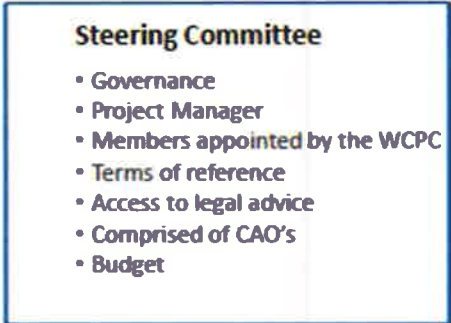 Steering Committee
• Governance
• Project Manager
• Members appointed by the WCPC
• Terms of reference
• Access to legal advice
• Comprised of CAO's
• Budget